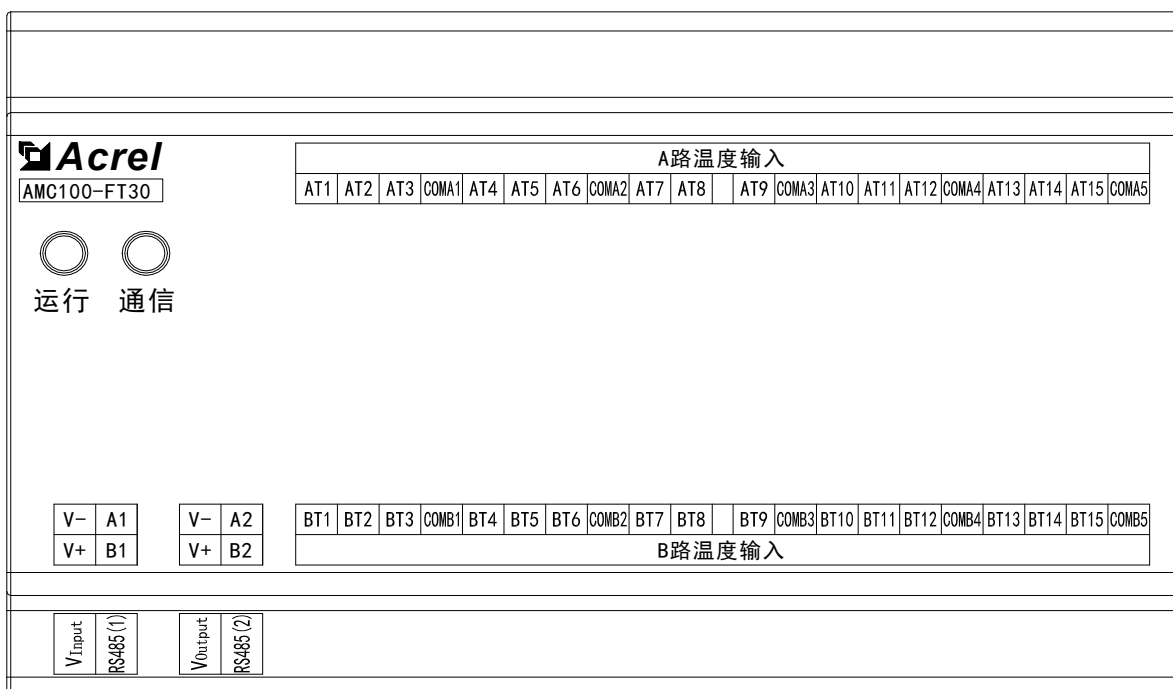 Acrel
AMC100-FT30
运行 通信
A路温度输入
AT1 AT2 AT3 COMA1 AT4 AT5 AT6 COMA2 AT7 AT8 AT9 COMA3 AT10 AT11 AT12 COMA4 AT13 AT14 AT15 COMA5
V- A1 V- A2
V+ B1 V+ B2
BT1 BT2 BT3 COMB1 BT4 BT5 BT6 COMB2 BT7 BT8 BT9 COMB3 BT10 BT11 BT12 COMB4 BT13 BT14 BT15 COMB5
B路温度输入
VInput
RS485(1)
VOutput
RS485(2)